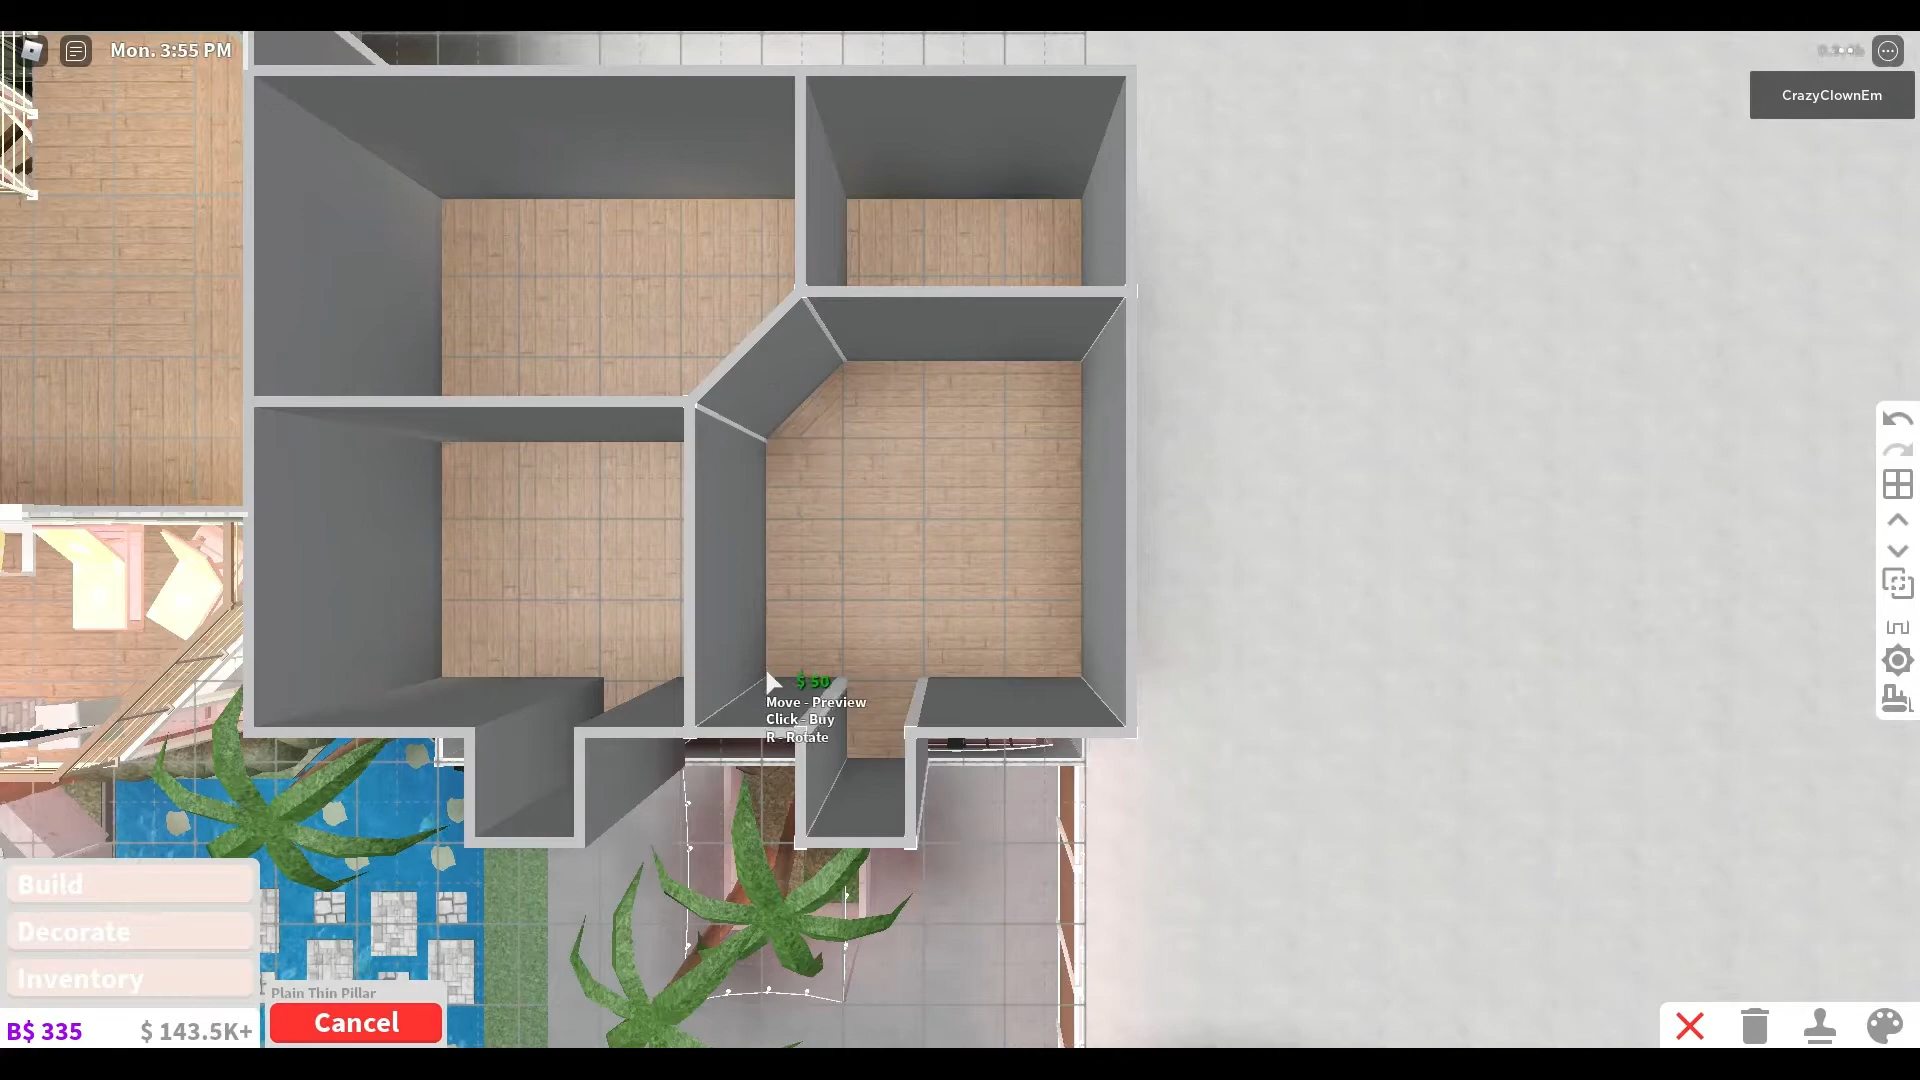 Mon. 3:55 PM
CrazyClownEm
$ 50
Move - Preview
Click - Buy
R - Rotate
Build
Decorate
Inventory
Plain Thin Pillar
Cancel
B$ 335
$ 143.5K+